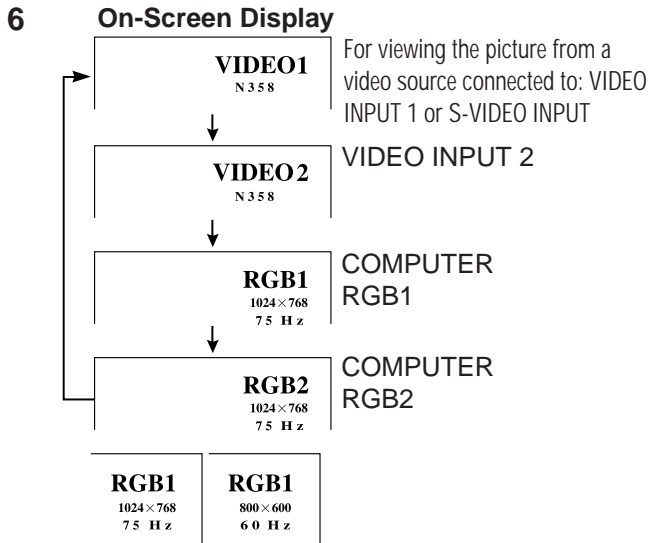 6 On-Screen Display
VIDEO1
N358
For viewing the picture from a
video source connected to: VIDEO
INPUT 1 or S-VIDEO INPUT
VIDEO2
N358
VIDEO INPUT 2
RGB1
1024×768
75 Hz
COMPUTER
RGB1
RGB2
1024×768
75 Hz
COMPUTER
RGB2
RGB1
1024×768
75 Hz
RGB1
800×600
60 Hz